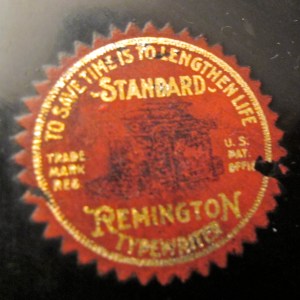 TO SAVE TIME IS TO LENGTHEN LIFE
STANDARD
TRADE
MARK
REG
U.S.
PAT.
OFFICE
REMINGTON
TYPEWRITER